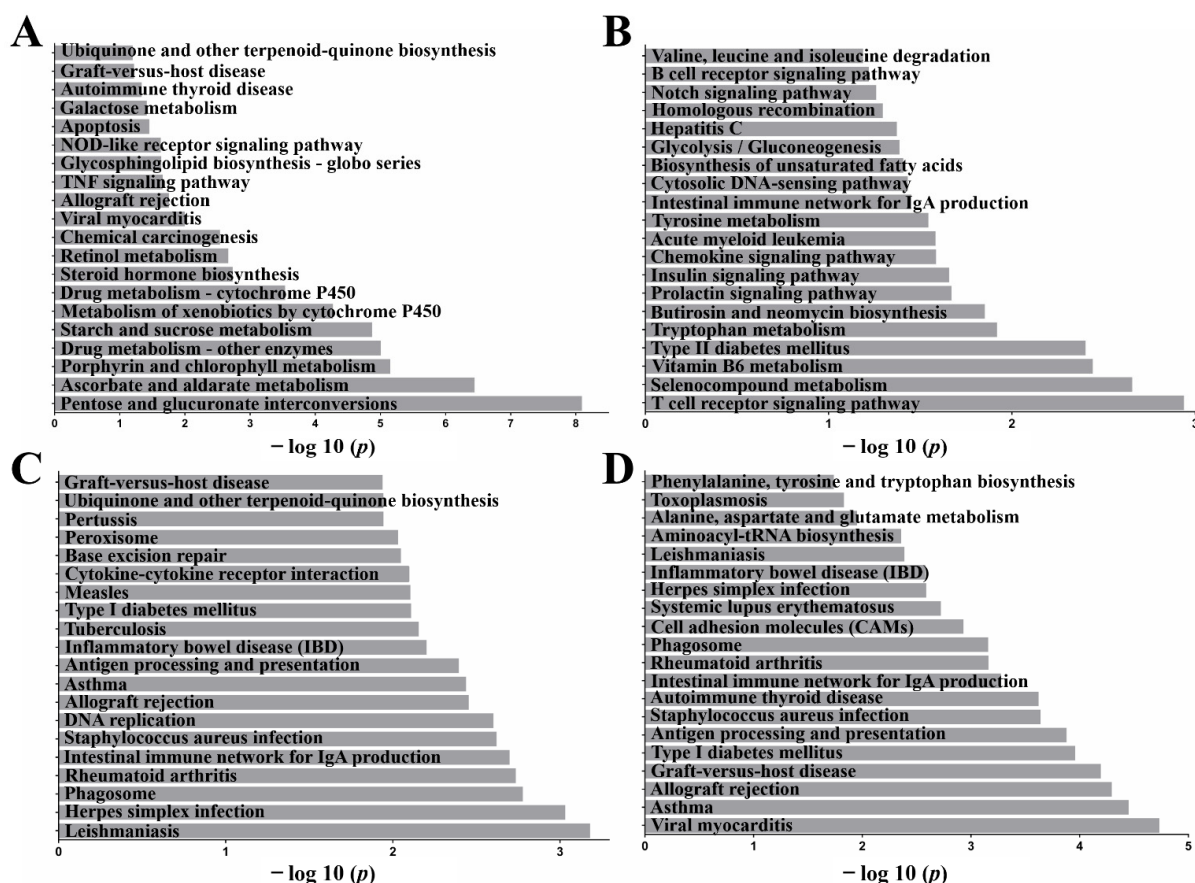 A
Ubiquinone and other terpenoid-quinone biosynthesis
Graft-versus-host disease
Autoimmune thyroid disease
Galactose metabolism
Apoptosis
NOD-like receptor signaling pathway
Glycosphingolipid biosynthesis - globo series
TNF signaling pathway
Allograft rejection
Viral myocarditis
Chemical carcinogenesis
Retinol metabolism
Steroid hormone biosynthesis
Drug metabolism - cytochrome P450
Metabolism of xenobiotics by cytochrome P450
Starch and sucrose metabolism
Drug metabolism - other enzymes
Porphyrin and chlorophyll metabolism
Ascorbate and aldarate metabolism
Pentose and glucuronate interconversions
0 1 2 3 4 5 6 7 8
− log 10 (p)
B
Valine, leucine and isoleucine degradation
B cell receptor signaling pathway
Notch signaling pathway
Homologous recombination
Hepatitis C
Glycolysis / Gluconeogenesis
Biosynthesis of unsaturated fatty acids
Cytosolic DNA-sensing pathway
Intestinal immune network for IgA production
Tyrosine metabolism
Acute myeloid leukemia
Chemokine signaling pathway
Insulin signaling pathway
Prolactin signaling pathway
Butirosin and neomycin biosynthesis
Tryptophan metabolism
Type II diabetes mellitus
Vitamin B6 metabolism
Selenocompound metabolism
T cell receptor signaling pathway
0 1 2 3
− log 10 (p)
C
Graft-versus-host disease
Ubiquinone and other terpenoid-quinone biosynthesis
Pertussis
Peroxisome
Base excision repair
Cytokine-cytokine receptor interaction
Measles
Type I diabetes mellitus
Tuberculosis
Inflammatory bowel disease (IBD)
Antigen processing and presentation
Asthma
Allograft rejection
DNA replication
Staphylococcus aureus infection
Intestinal immune network for IgA production
Rheumatoid arthritis
Phagosome
Herpes simplex infection
Leishmaniasis
0 1 2 3
− log 10 (p)
D
Phenylalanine, tyrosine and tryptophan biosynthesis
Toxoplasmosis
Alanine, aspartate and glutamate metabolism
Aminoacyl-tRNA biosynthesis
Leishmaniasis
Inflammatory bowel disease (IBD)
Herpes simplex infection
Systemic lupus erythematosus
Cell adhesion molecules (CAMs)
Phagosome
Rheumatoid arthritis
Intestinal immune network for IgA production
Autoimmune thyroid disease
Staphylococcus aureus infection
Antigen processing and presentation
Type I diabetes mellitus
Graft-versus-host disease
Allograft rejection
Asthma
Viral myocarditis
0 1 2 3 4 5
− log 10 (p)